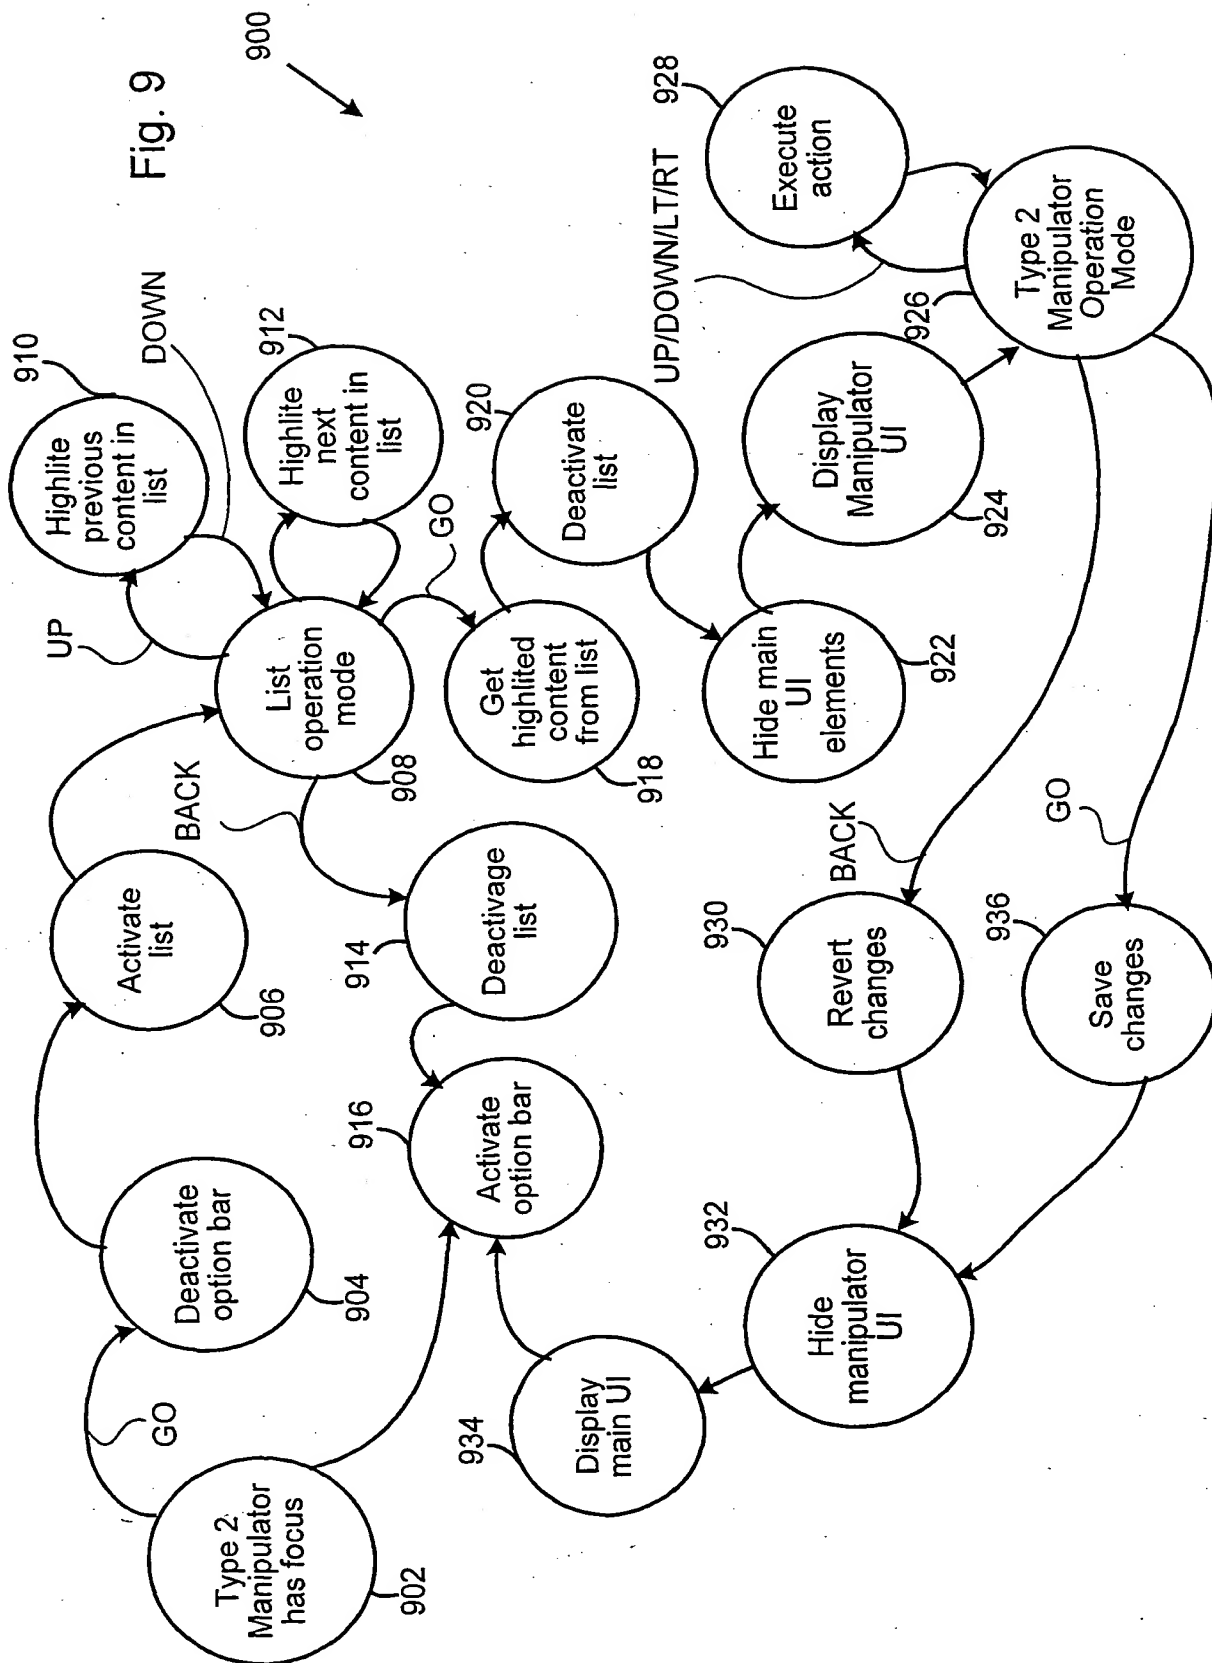 Fig. 9
900
Type 2
Manipulator
has focus
902
GO
Deactivate
option bar
904
Activate
list
906
List
operation
mode
908
UP
Highlite
previous
content in
list
910
DOWN
Highlite
next
content in
list
912
BACK
Deactivage
list
914
Activate
option bar
916
GO
Get
highlited
content
from list
918
Deactivate
list
920
Hide main
UI
elements
922
Display
Manipulator
UI
924
Type 2
Manipulator
Operation
Mode
926
UP/DOWN/LT/RT
Execute
action
928
BACK
Revert
changes
930
Hide
manipulator
UI
932
Display
main UI
934
GO
Save
changes
936